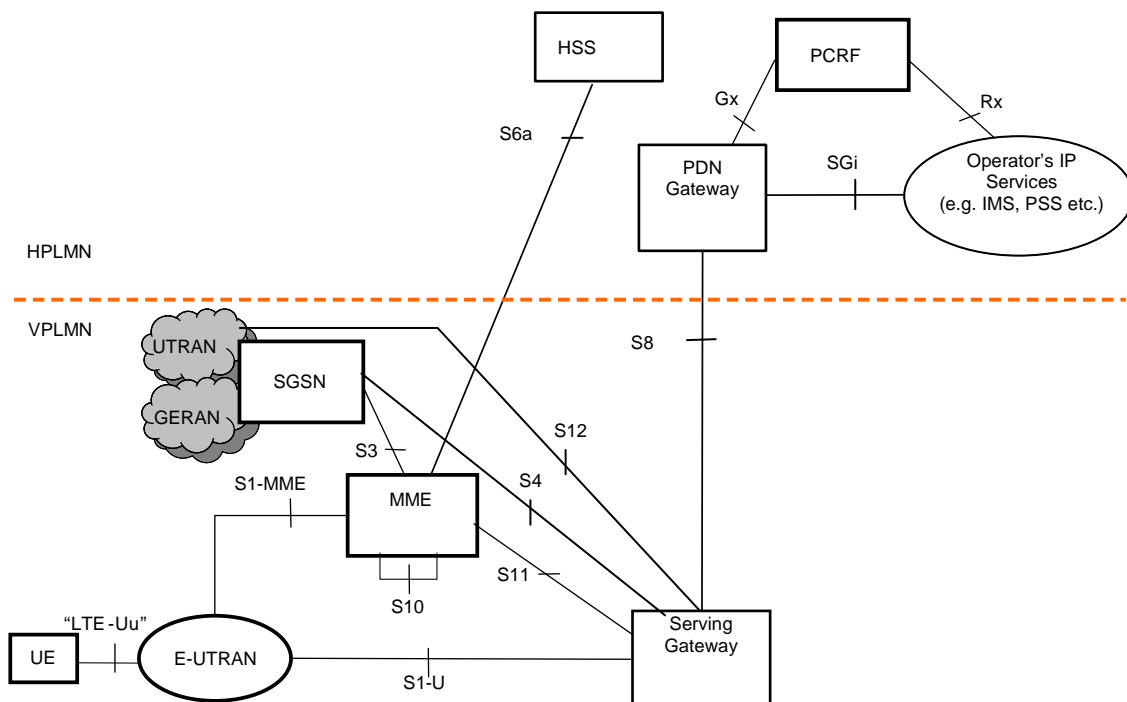 HSS
PCRF
Gx
Rx
S6a
PDN
Gateway
SGi
Operator's IP
Services
(e.g. IMS, PSS etc.)
HPLMN
VPLMN
UTRAN
SGSN
GERAN
S8
S3
S12
S4
S1-MME
MME
S11
S10
"LTE -Uu"
UE
E-UTRAN
S1-U
Serving
Gateway